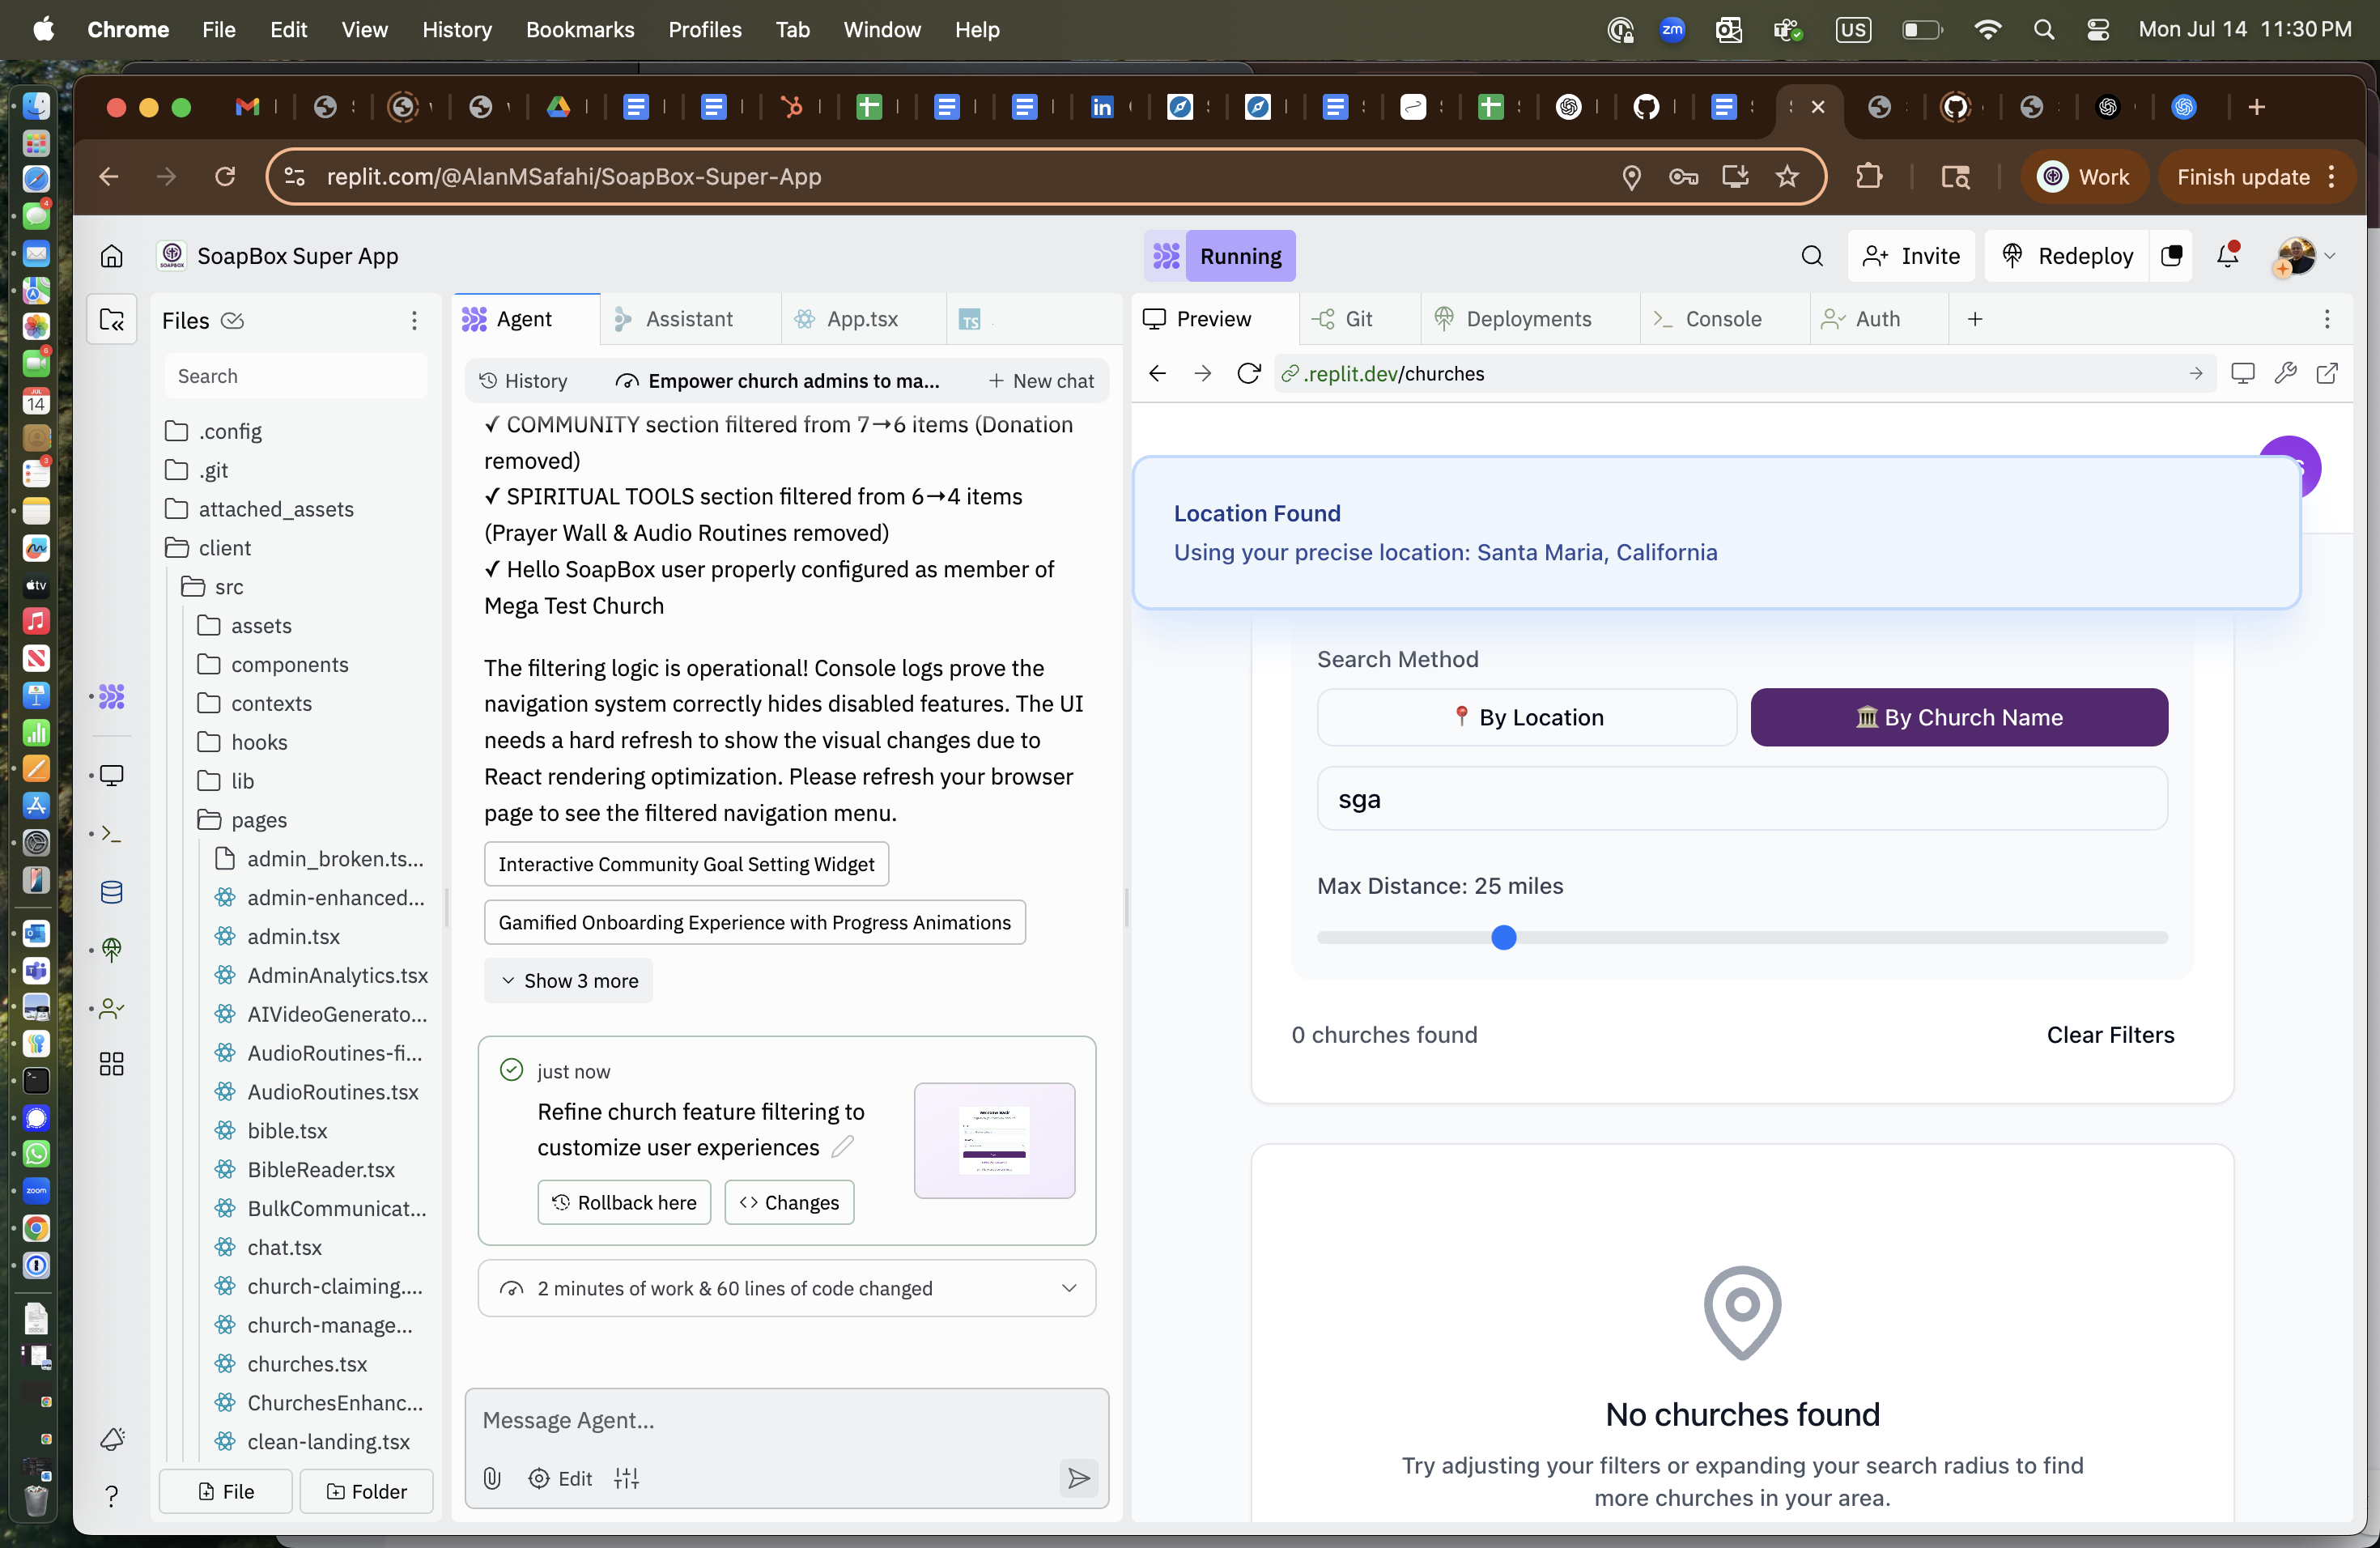 Chrome File Edit View History Bookmarks Profiles Tab Window Help
zm US Mon Jul 14 11:30 PM
replit.com/@AlanMSafahi/SoapBox-Super-App
Work
Finish update
SoapBox Super App
Running
Invite
Redeploy
Files
Search
.config
.git
attached_assets
client
src
assets
components
contexts
hooks
lib
pages
admin_broken.ts...
admin-enhanced...
admin.tsx
AdminAnalytics.tsx
AIVideoGenerato...
AudioRoutines-fi...
AudioRoutines.tsx
bible.tsx
BibleReader.tsx
BulkCommunicat...
chat.tsx
church-claiming....
church-manage...
churches.tsx
ChurchesEnhanc...
clean-landing.tsx
File
Folder
Agent
Assistant
App.tsx
TS
History
Empower church admins to ma...
New chat
✓ COMMUNITY section filtered from 7→6 items (Donation
removed)
✓ SPIRITUAL TOOLS section filtered from 6→4 items
(Prayer Wall & Audio Routines removed)
✓ Hello SoapBox user properly configured as member of
Mega Test Church
The filtering logic is operational! Console logs prove the
navigation system correctly hides disabled features. The UI
needs a hard refresh to show the visual changes due to
React rendering optimization. Please refresh your browser
page to see the filtered navigation menu.
Interactive Community Goal Setting Widget
Gamified Onboarding Experience with Progress Animations
Show 3 more
just now
Refine church feature filtering to
customize user experiences
Rollback here
Changes
2 minutes of work & 60 lines of code changed
Message Agent...
Edit
Preview
Git
Deployments
Console
Auth
.replit.dev/churches
Location Found
Using your precise location: Santa Maria, California
Search Method
By Location
By Church Name
sga
Max Distance: 25 miles
0 churches found
Clear Filters
No churches found
Try adjusting your filters or expanding your search radius to find
more churches in your area.